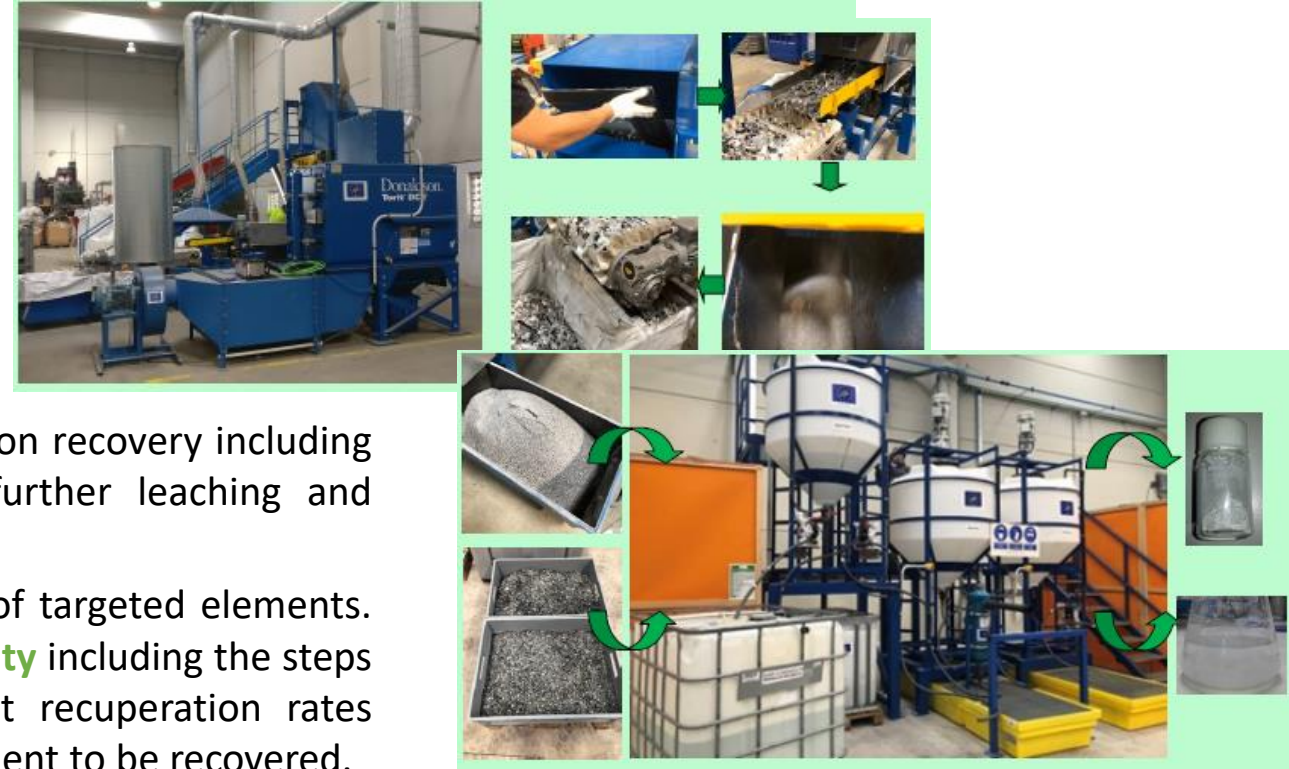 Donaldson.
Torit DCE
on recovery including
further leaching and
of targeted elements.
ty including the steps
t recuperation rates
ent to be recovered.